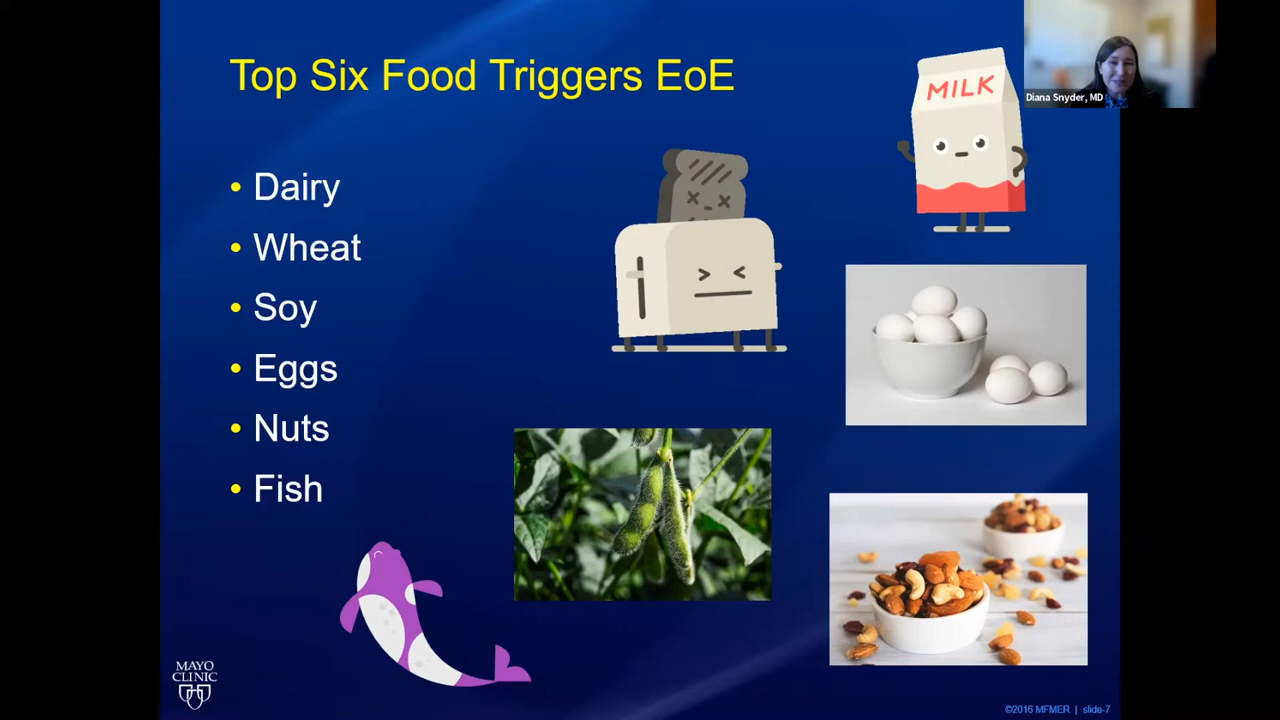 Top Six Food Triggers EoE
MILK
Diana Snyder, MD
• Dairy
• Wheat
• Soy
• Eggs
• Nuts
• Fish
MAYO
CLINIC
©2016 MFMER | slide-7